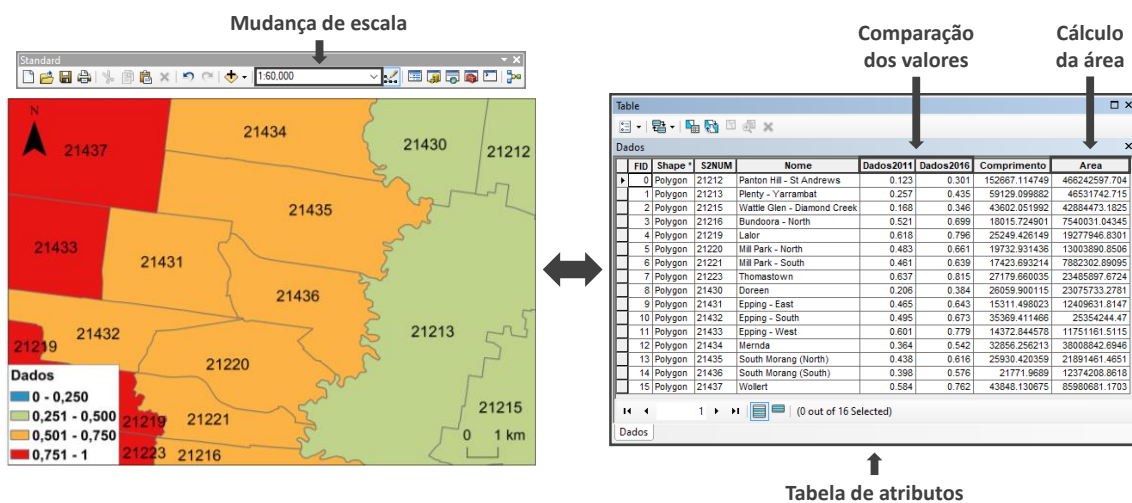 Mudança de escala
Standard
1:60.000
N
21437
21434
21430
21212
21435
21433
21431
21436
21432
21219
21213
21220
21219
21221
21215
21223
21216
Dados
0 - 0,250
0,251 - 0,500
0,501 - 0,750
0,751 - 1
0 1 km
Comparação dos valores
Cálculo da área
Table
Dados
FID Shape * S2NUM Nome Dados2011 Dados2016 Comprimento Area
0 Polygon 21212 Panton Hill - St Andrews 0.123 0.301 152667.114749 466242597.704
1 Polygon 21213 Plenty - Yarrambat 0.257 0.435 59129.099882 46531742.715
2 Polygon 21215 Wattle Glen - Diamond Creek 0.168 0.346 43602.051992 42884473.1825
3 Polygon 21216 Bundoora - North 0.521 0.699 18015.724901 7540031.04345
4 Polygon 21219 Lalor 0.618 0.796 25249.426149 19277946.8301
5 Polygon 21220 Mill Park - North 0.483 0.661 19732.931436 13003890.8506
6 Polygon 21221 Mill Park - South 0.461 0.639 17423.693214 7882302.89095
7 Polygon 21223 Thomastown 0.637 0.815 27179.660035 23485897.6724
8 Polygon 21430 Doreen 0.206 0.384 26059.900115 23075733.2781
9 Polygon 21431 Epping - East 0.465 0.643 15311.498023 12409631.8147
10 Polygon 21432 Epping - South 0.495 0.673 35369.411466 25354244.47
11 Polygon 21433 Epping - West 0.601 0.779 14372.844578 11751161.5115
12 Polygon 21434 Mernda 0.364 0.542 32856.256213 38008842.6946
13 Polygon 21435 South Morang (North) 0.438 0.616 25930.420359 21891461.4651
14 Polygon 21436 South Morang (South) 0.398 0.576 21771.9689 12374208.8618
15 Polygon 21437 Wollert 0.584 0.762 43848.130675 85980681.1703
1 (0 out of 16 Selected)
Dados
Tabela de atributos